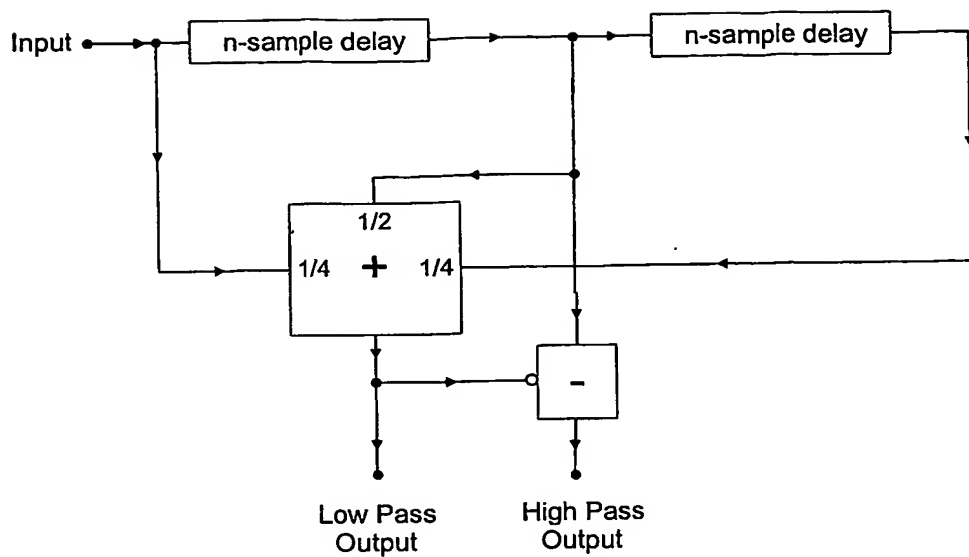 Input
n-sample delay
n-sample delay
1/2
1/4 + 1/4
-
Low Pass
Output
High Pass
Output